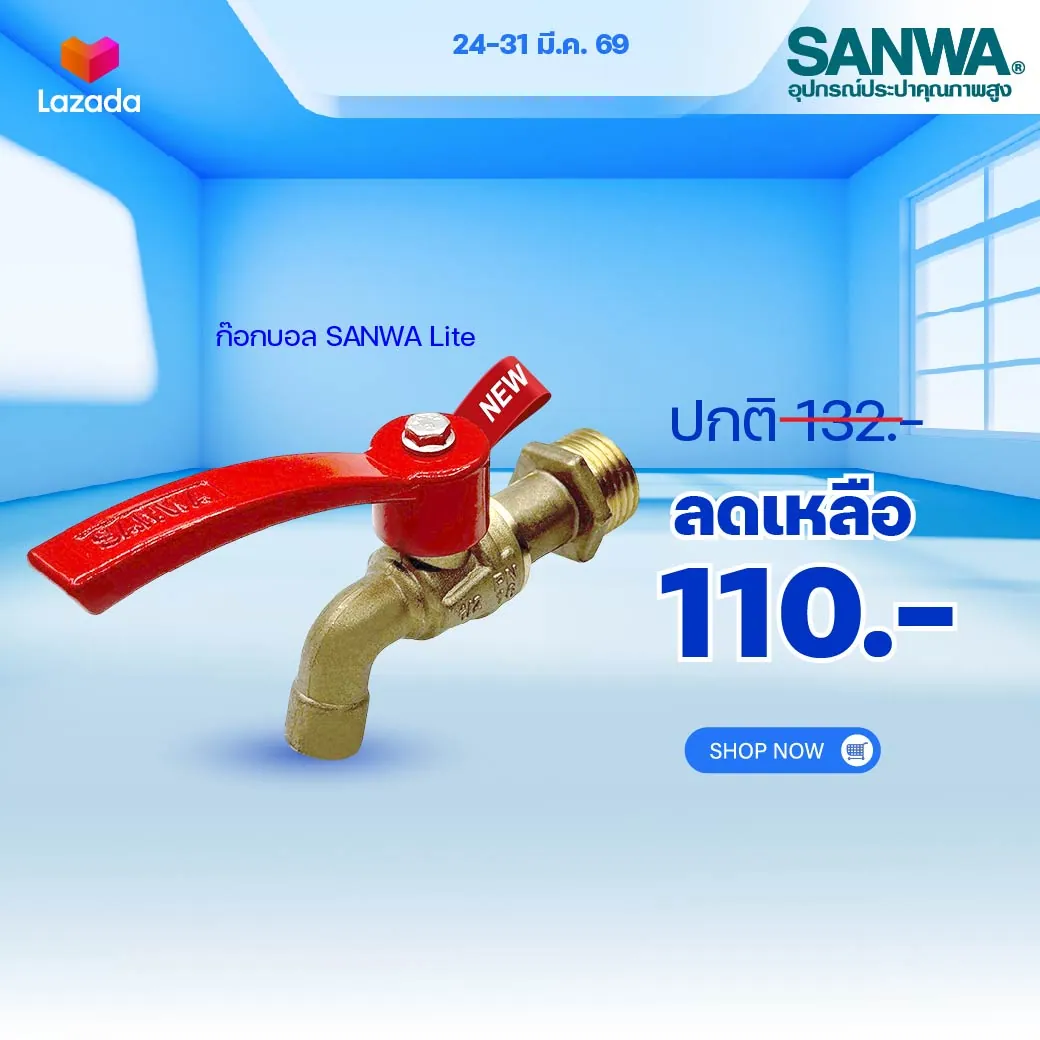 Lazada
24-31 มี.ค. 69
SANWA®
อุปกรณ์ประปาคุณภาพสูง
ก๊อกบอล SANWA Lite
NEW
SANWA
ปกติ 132.-
ลดเหลือ
110.-
1/2
SHOP NOW